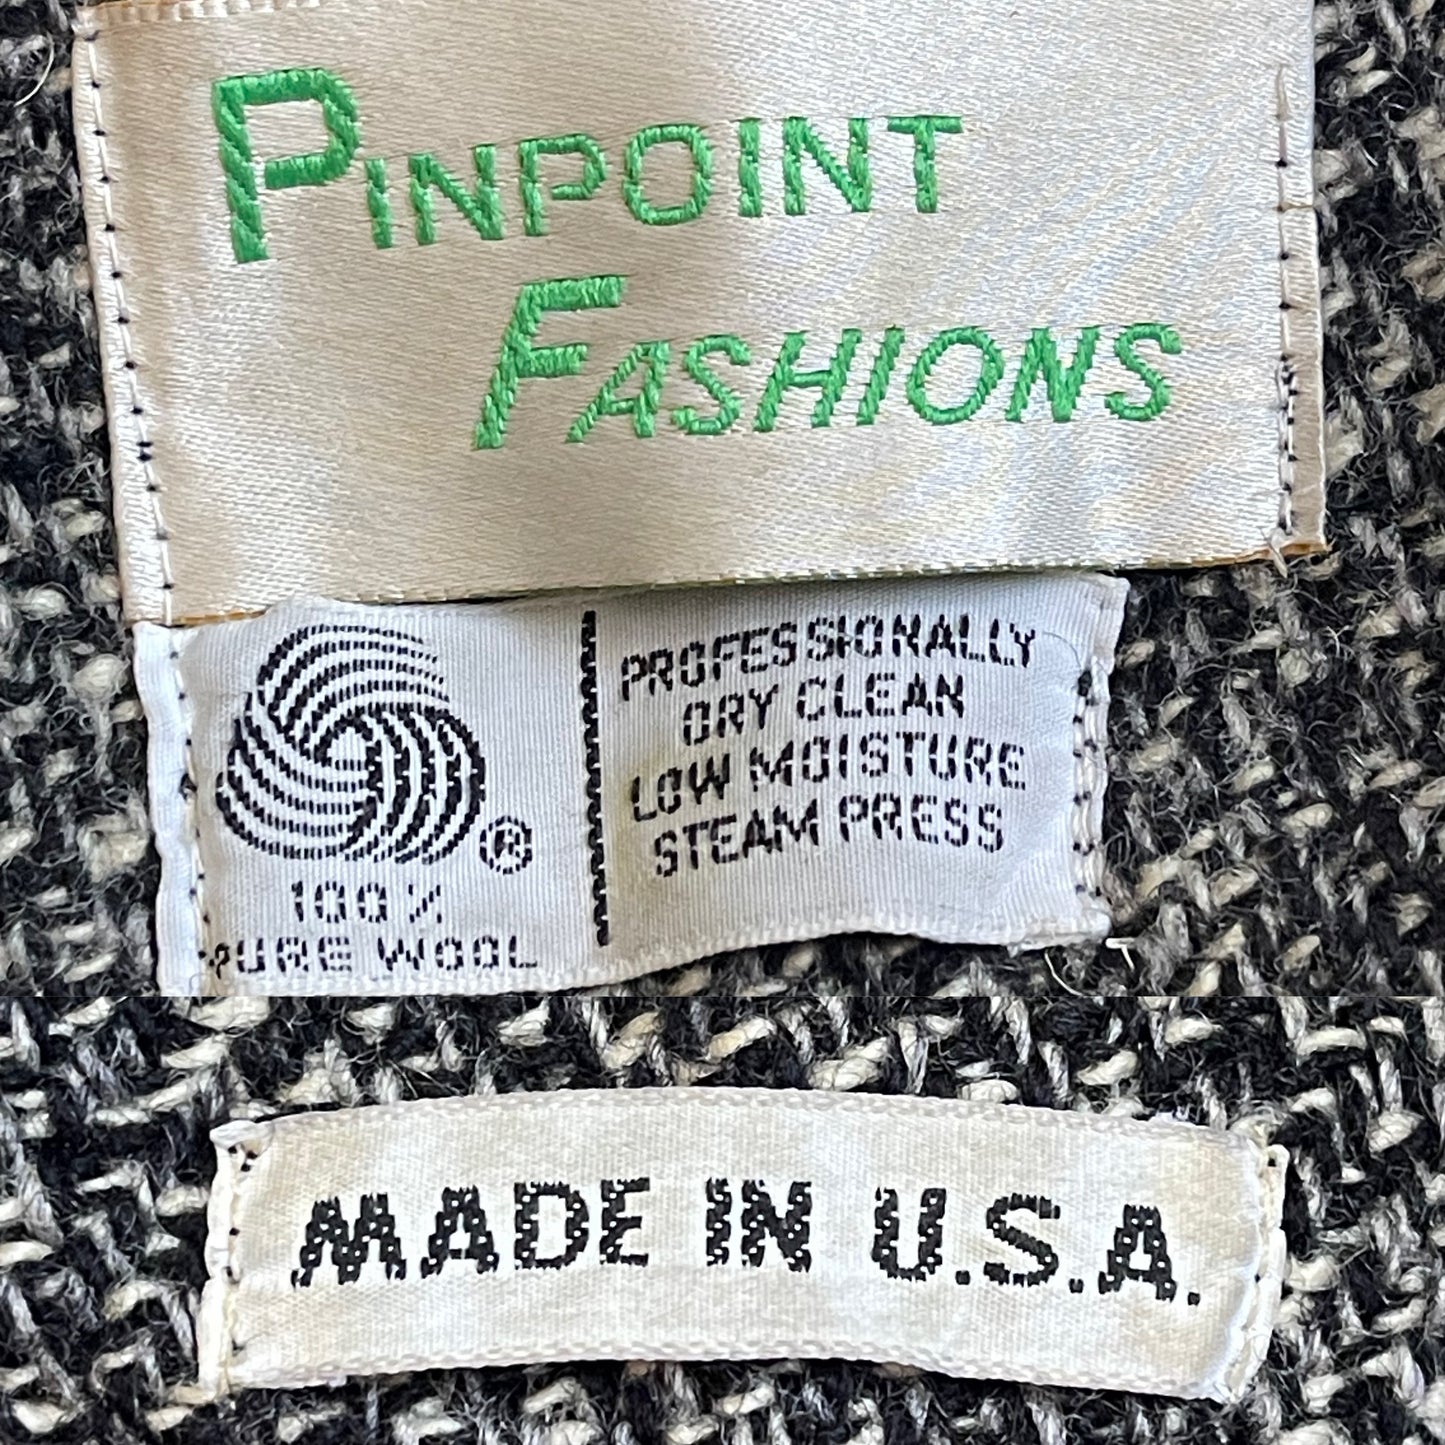 PINPOINT
FASHIONS
®
100%
PURE WOOL
PROFESSIONALLY
DRY CLEAN
LOW MOISTURE
STEAM PRESS
MADE IN U.S.A.